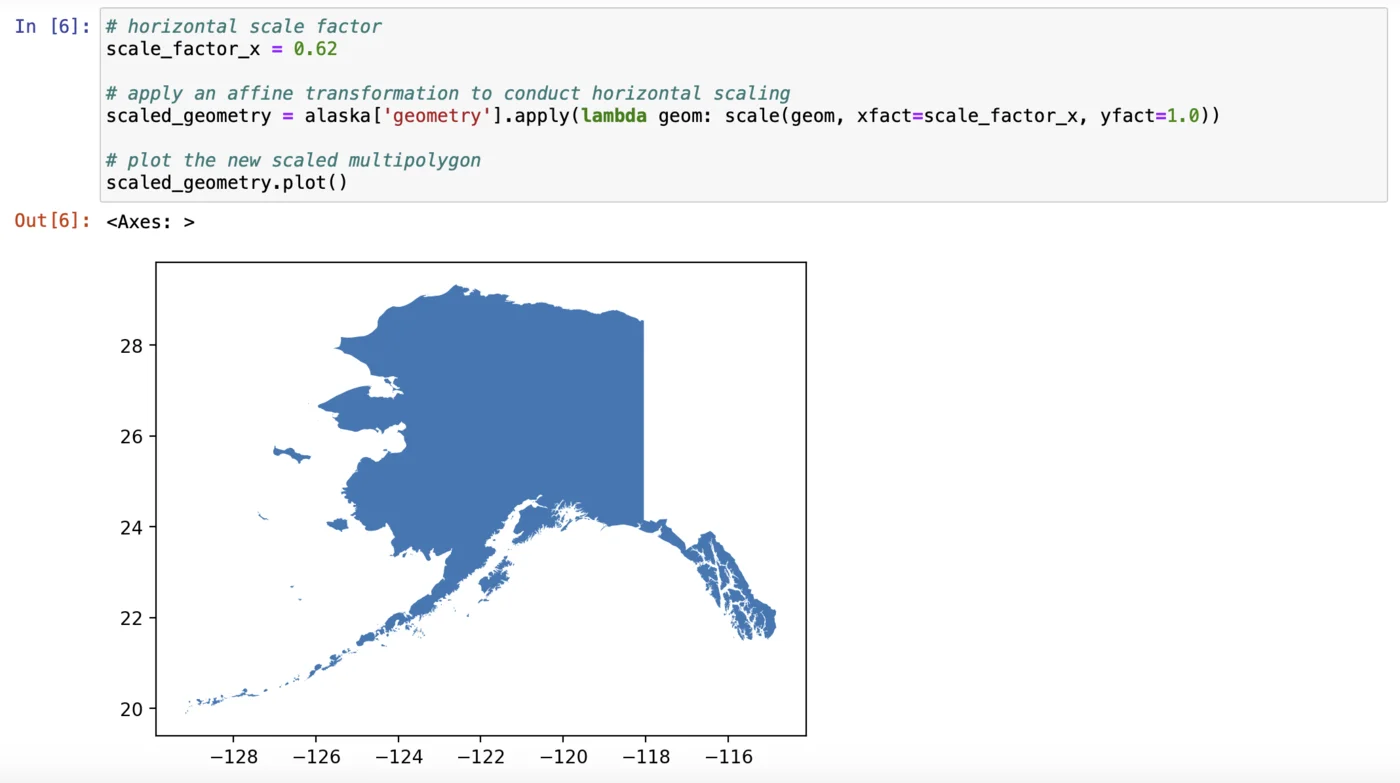 In [6]:
# horizontal scale factor
scale_factor_x = 0.62
# apply an affine transformation to conduct horizontal scaling
scaled_geometry = alaska['geometry'].apply(lambda geom: scale(geom, xfact=scale_factor_x, yfact=1.0))
# plot the new scaled multipolygon
scaled_geometry.plot()
Out[6]: <Axes: >
28
26
24
22
20
−128 −126 −124 −122 −120 −118 −116